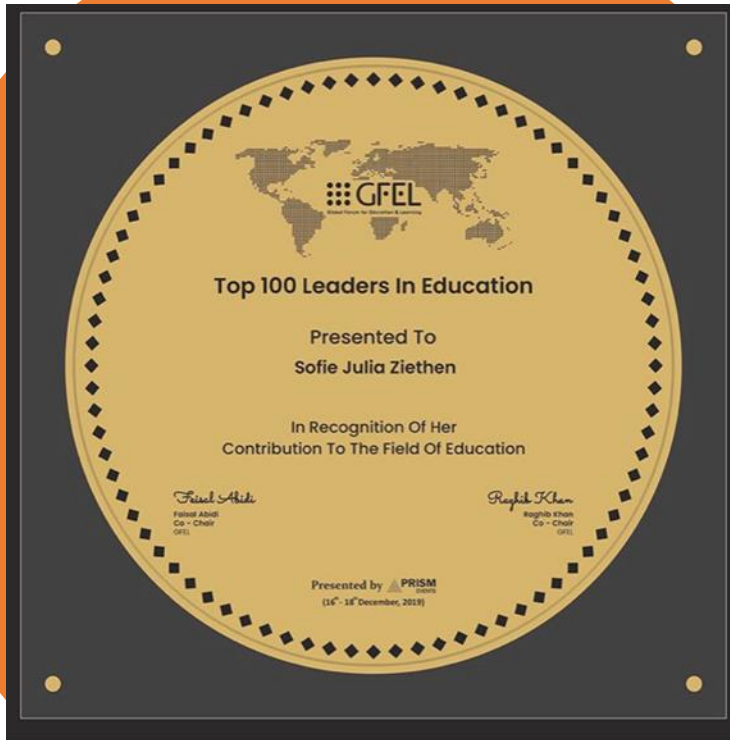 GFEL
Global Forum for Education & Learning
Top 100 Leaders In Education
Presented To
Sofie Julia Ziethen
In Recognition Of Her
Contribution To The Field Of Education
Faisal Abidi
Faisal Abidi
Co - Chair
GFEL
Raghib Khan
Raghib Khan
Co - Chair
GFEL
Presented by PRISM
events
(16th - 18th December, 2019)